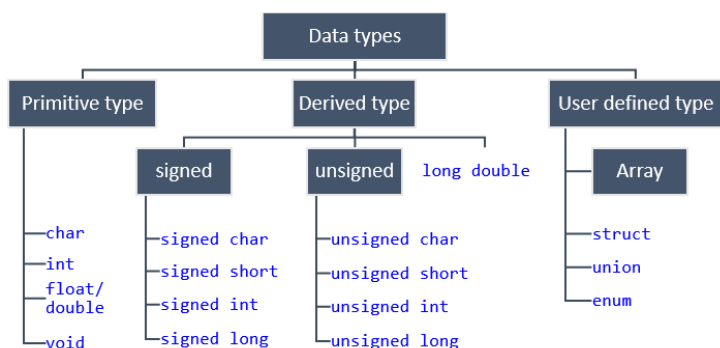 Data types
Primitive type
Derived type
User defined type
signed
unsigned
long double
Array
char
int
float/
double
void
signed char
signed short
signed int
signed long
unsigned char
unsigned short
unsigned int
unsigned long
struct
union
enum